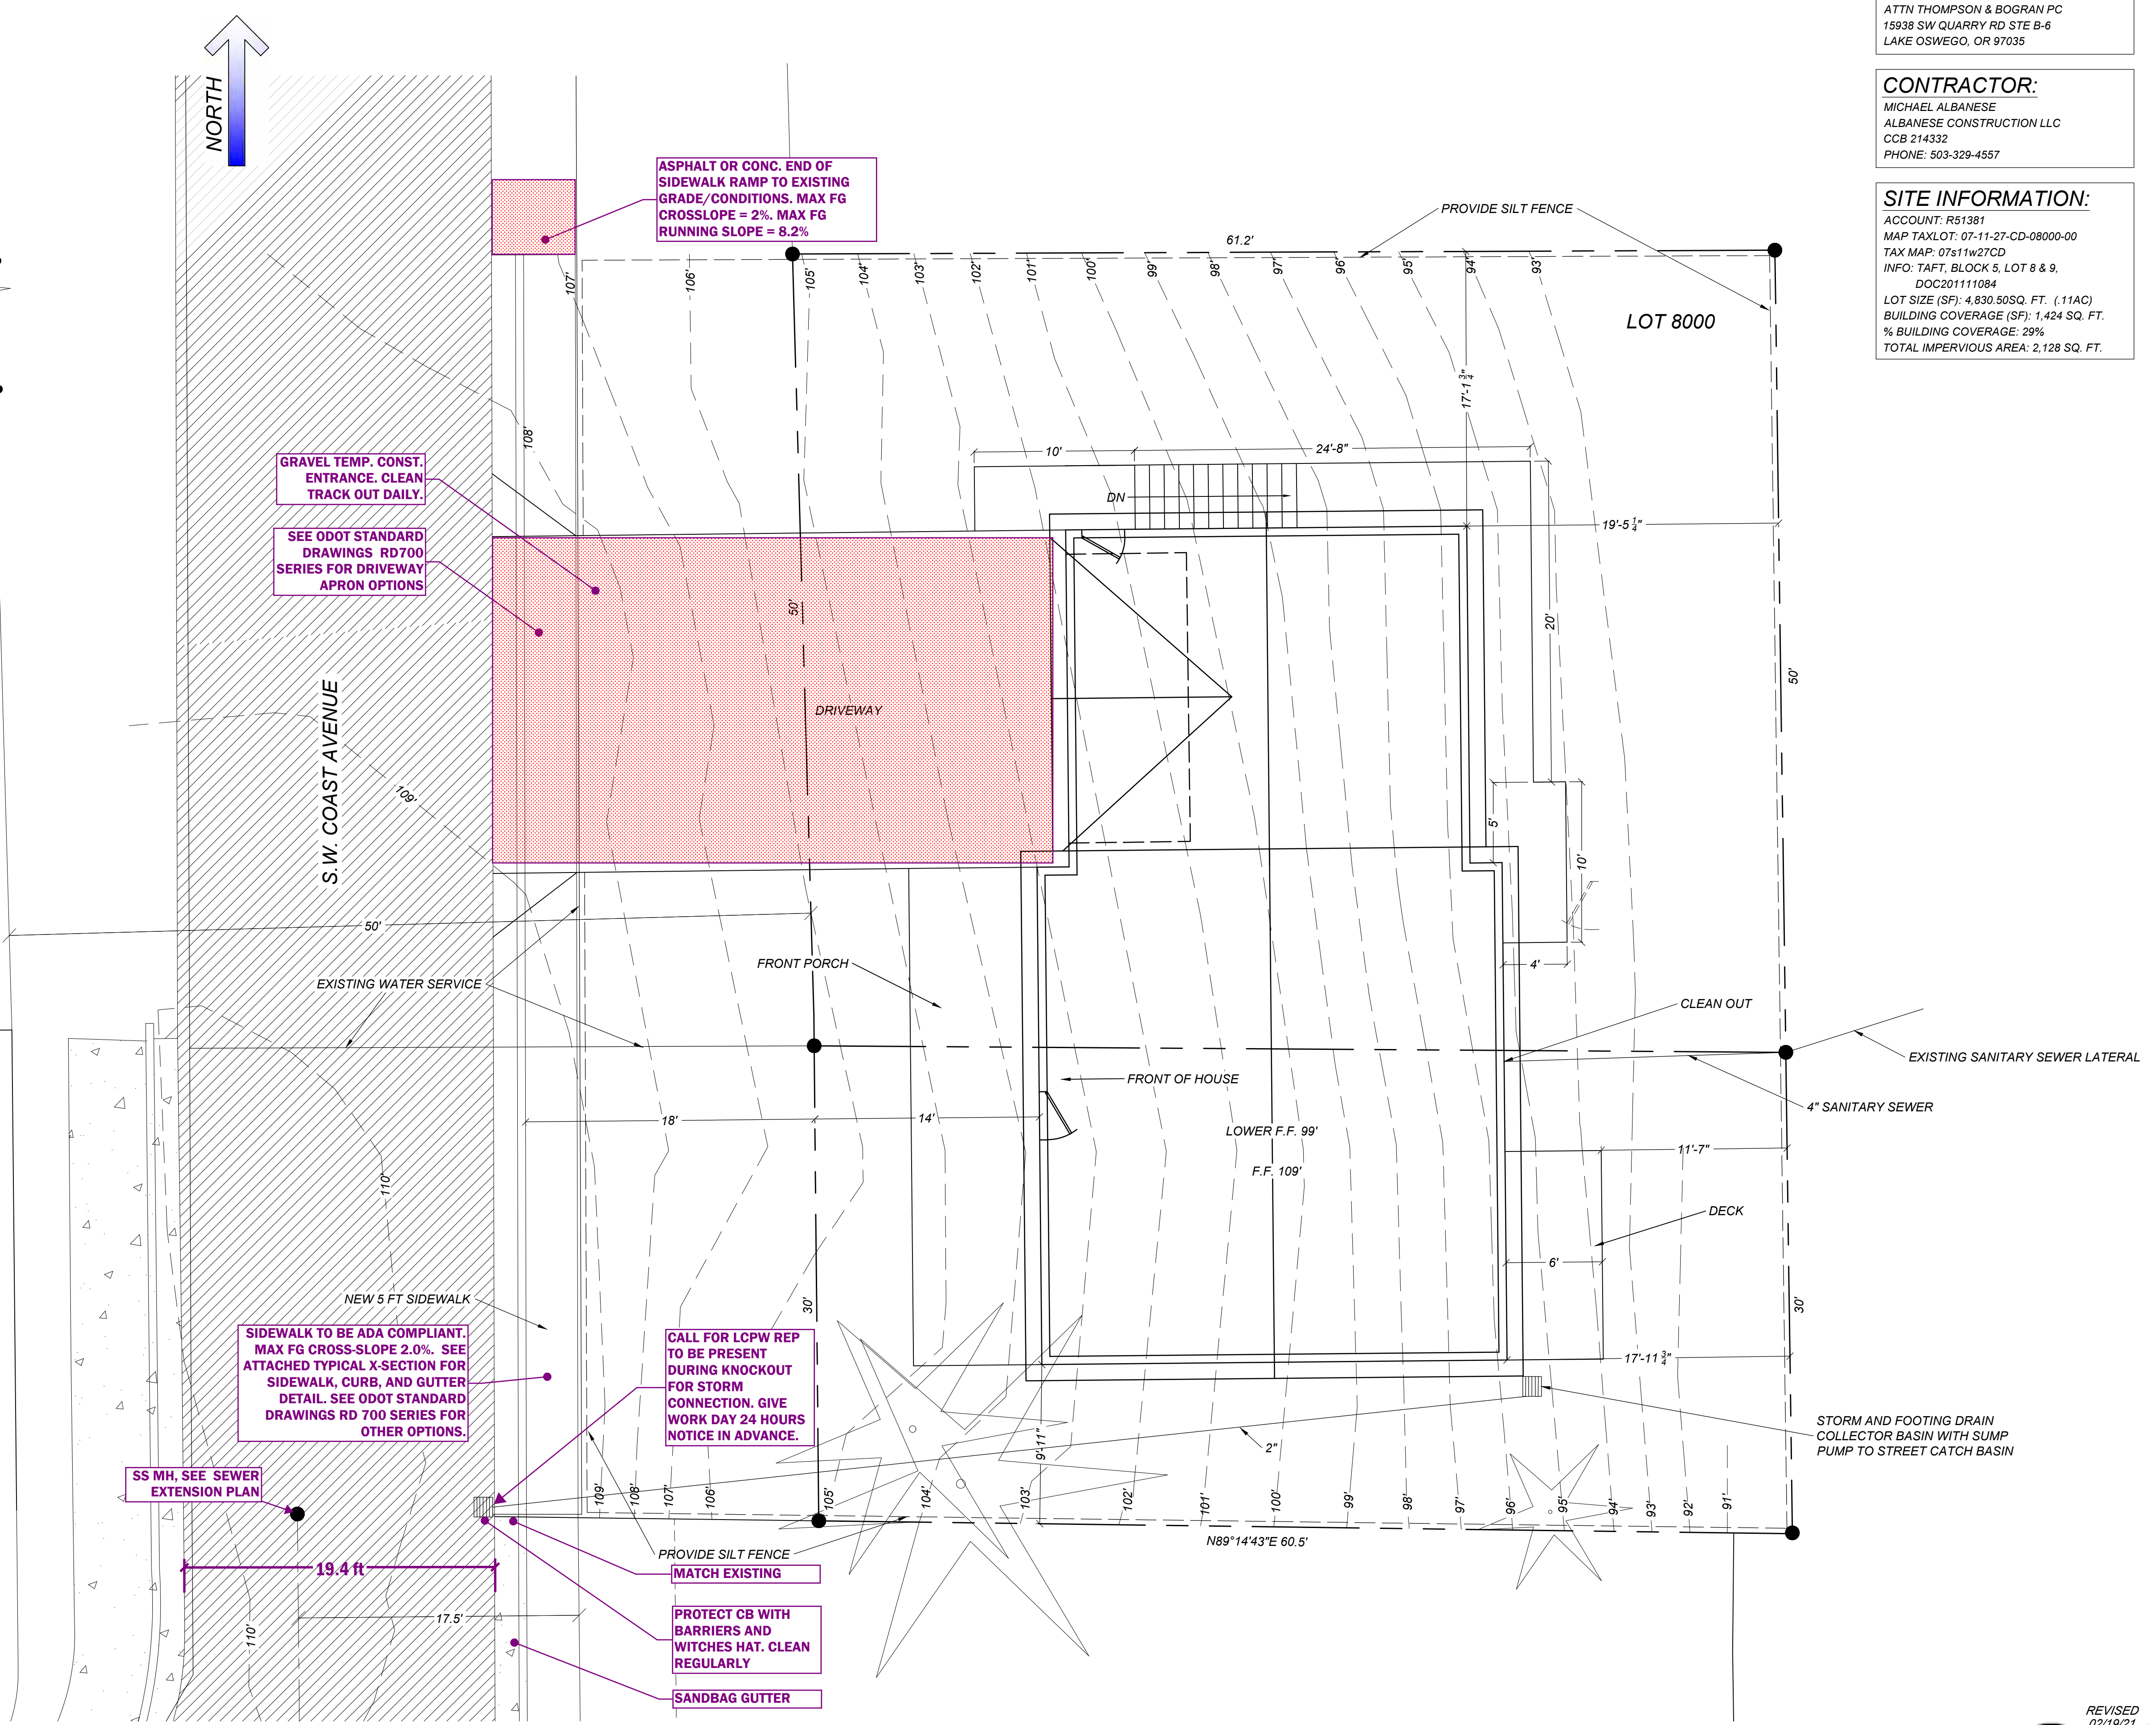 ATTN THOMPSON & BOGRAN PC
15938 SW QUARRY RD STE B-6
LAKE OSWEGO, OR 97035
CONTRACTOR:
MICHAEL ALBANESE
ALBANESE CONSTRUCTION LLC
CCB 214332
PHONE: 503-329-4557
SITE INFORMATION:
ACCOUNT: R51381
MAP TAXLOT: 07-11-27-CD-08000-00
TAX MAP: 07s11w27CD
INFO: TAFT, BLOCK 5, LOT 8 & 9,
DOC201111084
LOT SIZE (SF): 4,830.50SQ. FT. (.11AC)
BUILDING COVERAGE (SF): 1,424 SQ. FT.
% BUILDING COVERAGE: 29%
TOTAL IMPERVIOUS AREA: 2,128 SQ. FT.
NORTH
ASPHALT OR CONC. END OF
SIDEWALK RAMP TO EXISTING
GRADE/CONDITIONS. MAX FG
CROSSLOPE = 2%. MAX FG
RUNNING SLOPE = 8.2%
PROVIDE SILT FENCE
61.2'
107'
106'
105'
104'
103'
102'
101'
100'
99'
98'
97'
96'
95'
94'
93'
LOT 8000
17'-1 3/4"
108'
10'
24'-8"
DN
19'-5 1/4"
GRAVEL TEMP. CONST.
ENTRANCE. CLEAN
TRACK OUT DAILY.
SEE ODOT STANDARD
DRAWINGS RD700
SERIES FOR DRIVEWAY
APRON OPTIONS
50'
20'
50'
DRIVEWAY
S.W. COAST AVENUE
109'
5'
10'
50'
FRONT PORCH
4'
EXISTING WATER SERVICE
CLEAN OUT
EXISTING SANITARY SEWER LATERAL
FRONT OF HOUSE
4" SANITARY SEWER
18'
14'
LOWER F.F. 99'
11'-7"
F.F. 109'
110'
DECK
6'
NEW 5 FT SIDEWALK
30'
30'
SIDEWALK TO BE ADA COMPLIANT.
MAX FG CROSS-SLOPE 2.0%. SEE
ATTACHED TYPICAL X-SECTION FOR
SIDEWALK, CURB, AND GUTTER
DETAIL. SEE ODOT STANDARD
DRAWINGS RD 700 SERIES FOR
OTHER OPTIONS.
CALL FOR LCPW REP
TO BE PRESENT
DURING KNOCKOUT
FOR STORM
CONNECTION. GIVE
WORK DAY 24 HOURS
NOTICE IN ADVANCE.
17'-11 3/4"
STORM AND FOOTING DRAIN
COLLECTOR BASIN WITH SUMP
PUMP TO STREET CATCH BASIN
2"
9'-11"
SS MH, SEE SEWER
EXTENSION PLAN
109'
108'
107'
106'
105'
104'
103'
102'
101'
100'
99'
98'
97'
96'
95'
94'
93'
92'
91'
N89°14'43"E 60.5'
PROVIDE SILT FENCE
19.4 ft
MATCH EXISTING
17.5'
110'
PROTECT CB WITH
BARRIERS AND
WITCHES HAT. CLEAN
REGULARLY
SANDBAG GUTTER
REVISED
02/19/21